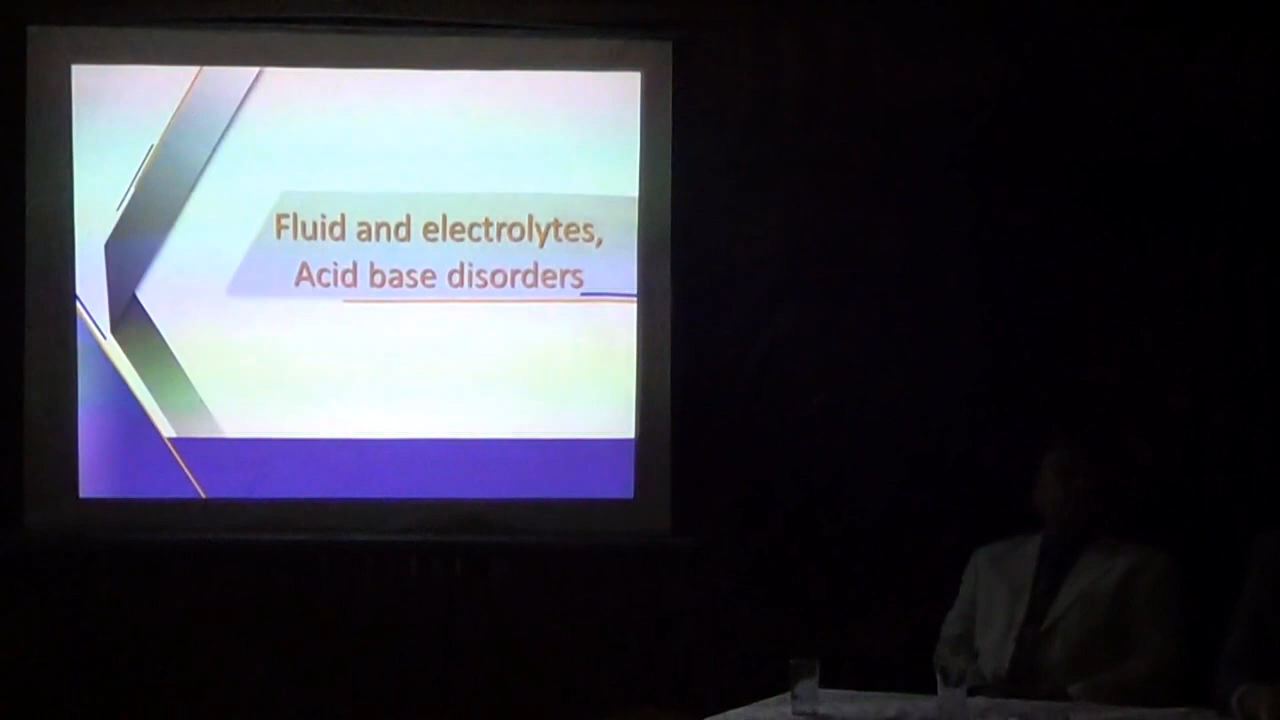 Fluid and electrolytes,
Acid base disorders